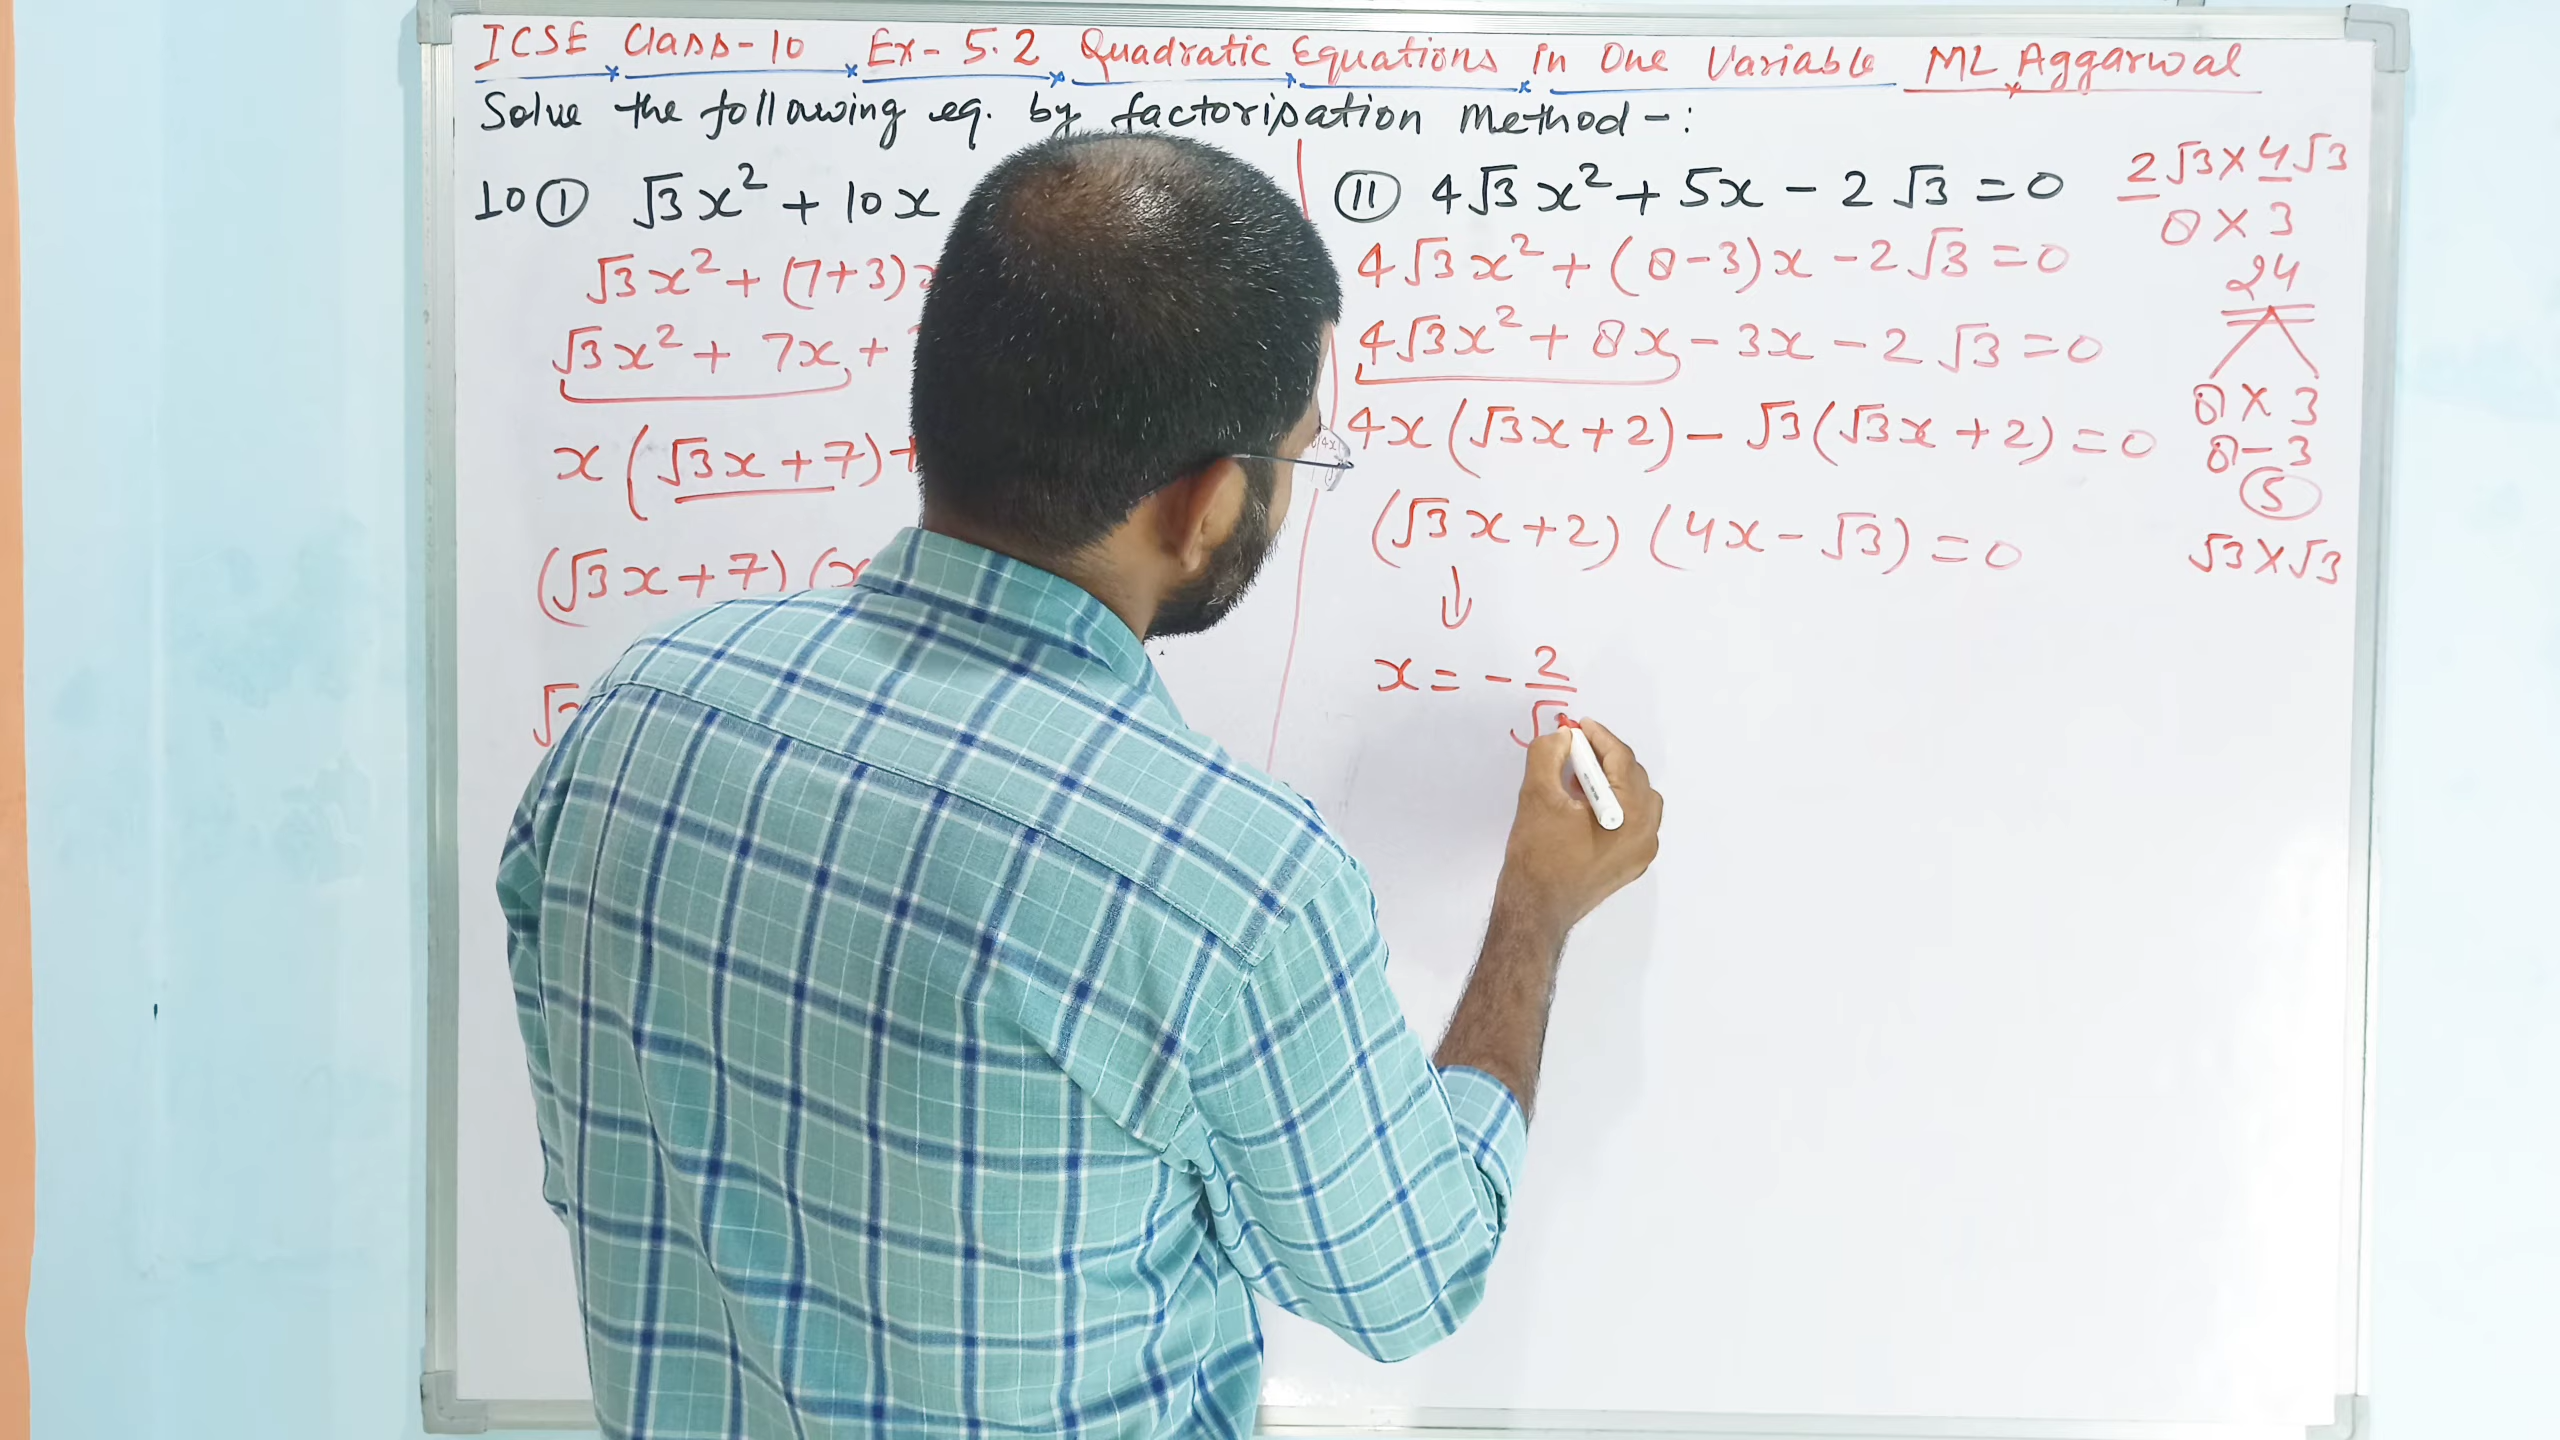 ICSE Class-10 Ex-5.2 Quadratic Equations in One Variable ML Aggarwal
Solve the following eq. by factorisation method-:
10 (i) √3x² + 10x
√3x² + (7+3)
√3x² + 7x +
x(√3x+7)+
(√3x+7)(x
√
(ii) 4√3x² + 5x - 2√3 = 0
4√3x² + (8-3)x - 2√3 = 0
4√3x² + 8x - 3x - 2√3 = 0
4x(√3x+2) - √3(√3x+2) = 0
(√3x+2)(4x-√3) = 0
↓
x = -2/√
2√3×4√3
8×3
24
8×3
8-3
5
√3×√3